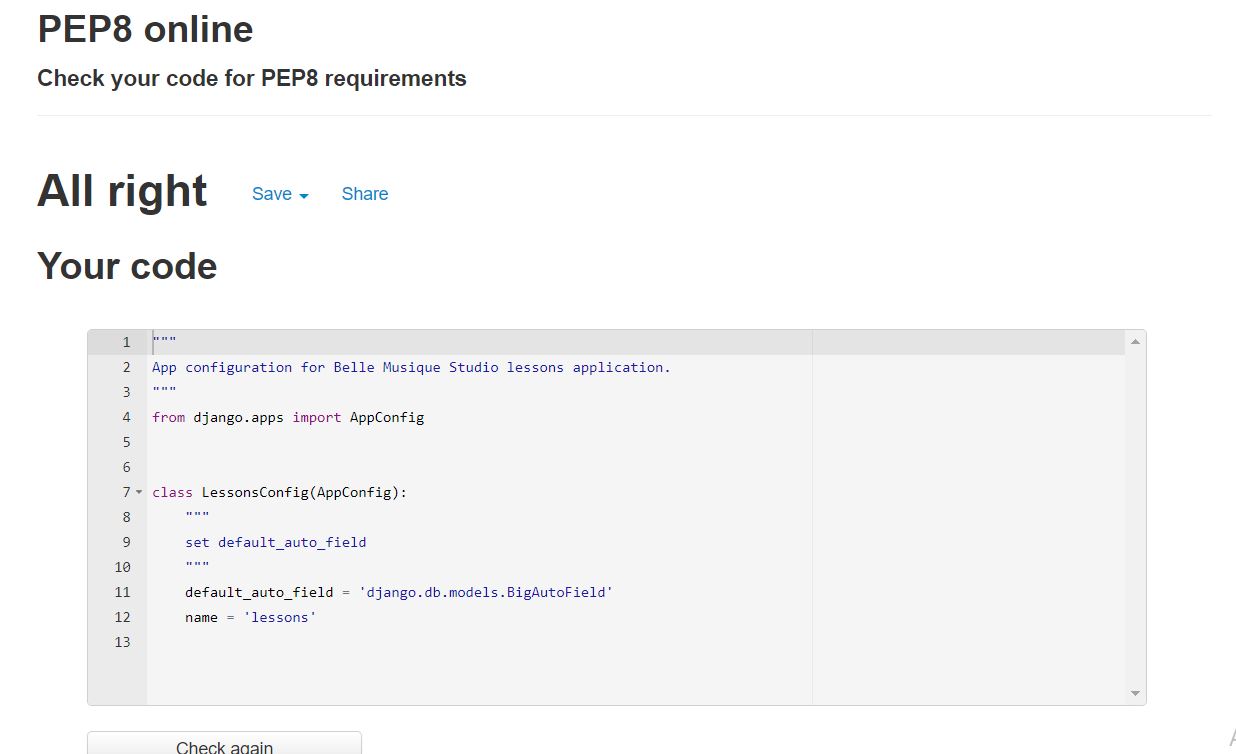 PEP8 online
Check your code for PEP8 requirements
All right Save Share
Your code
1 """
2 App configuration for Belle Musique Studio lessons application.
3 """
4 from django.apps import AppConfig
5
6
7 class LessonsConfig(AppConfig):
8 """
9 set default_auto_field
10 """
11 default_auto_field = 'django.db.models.BigAutoField'
12 name = 'lessons'
13
Check again